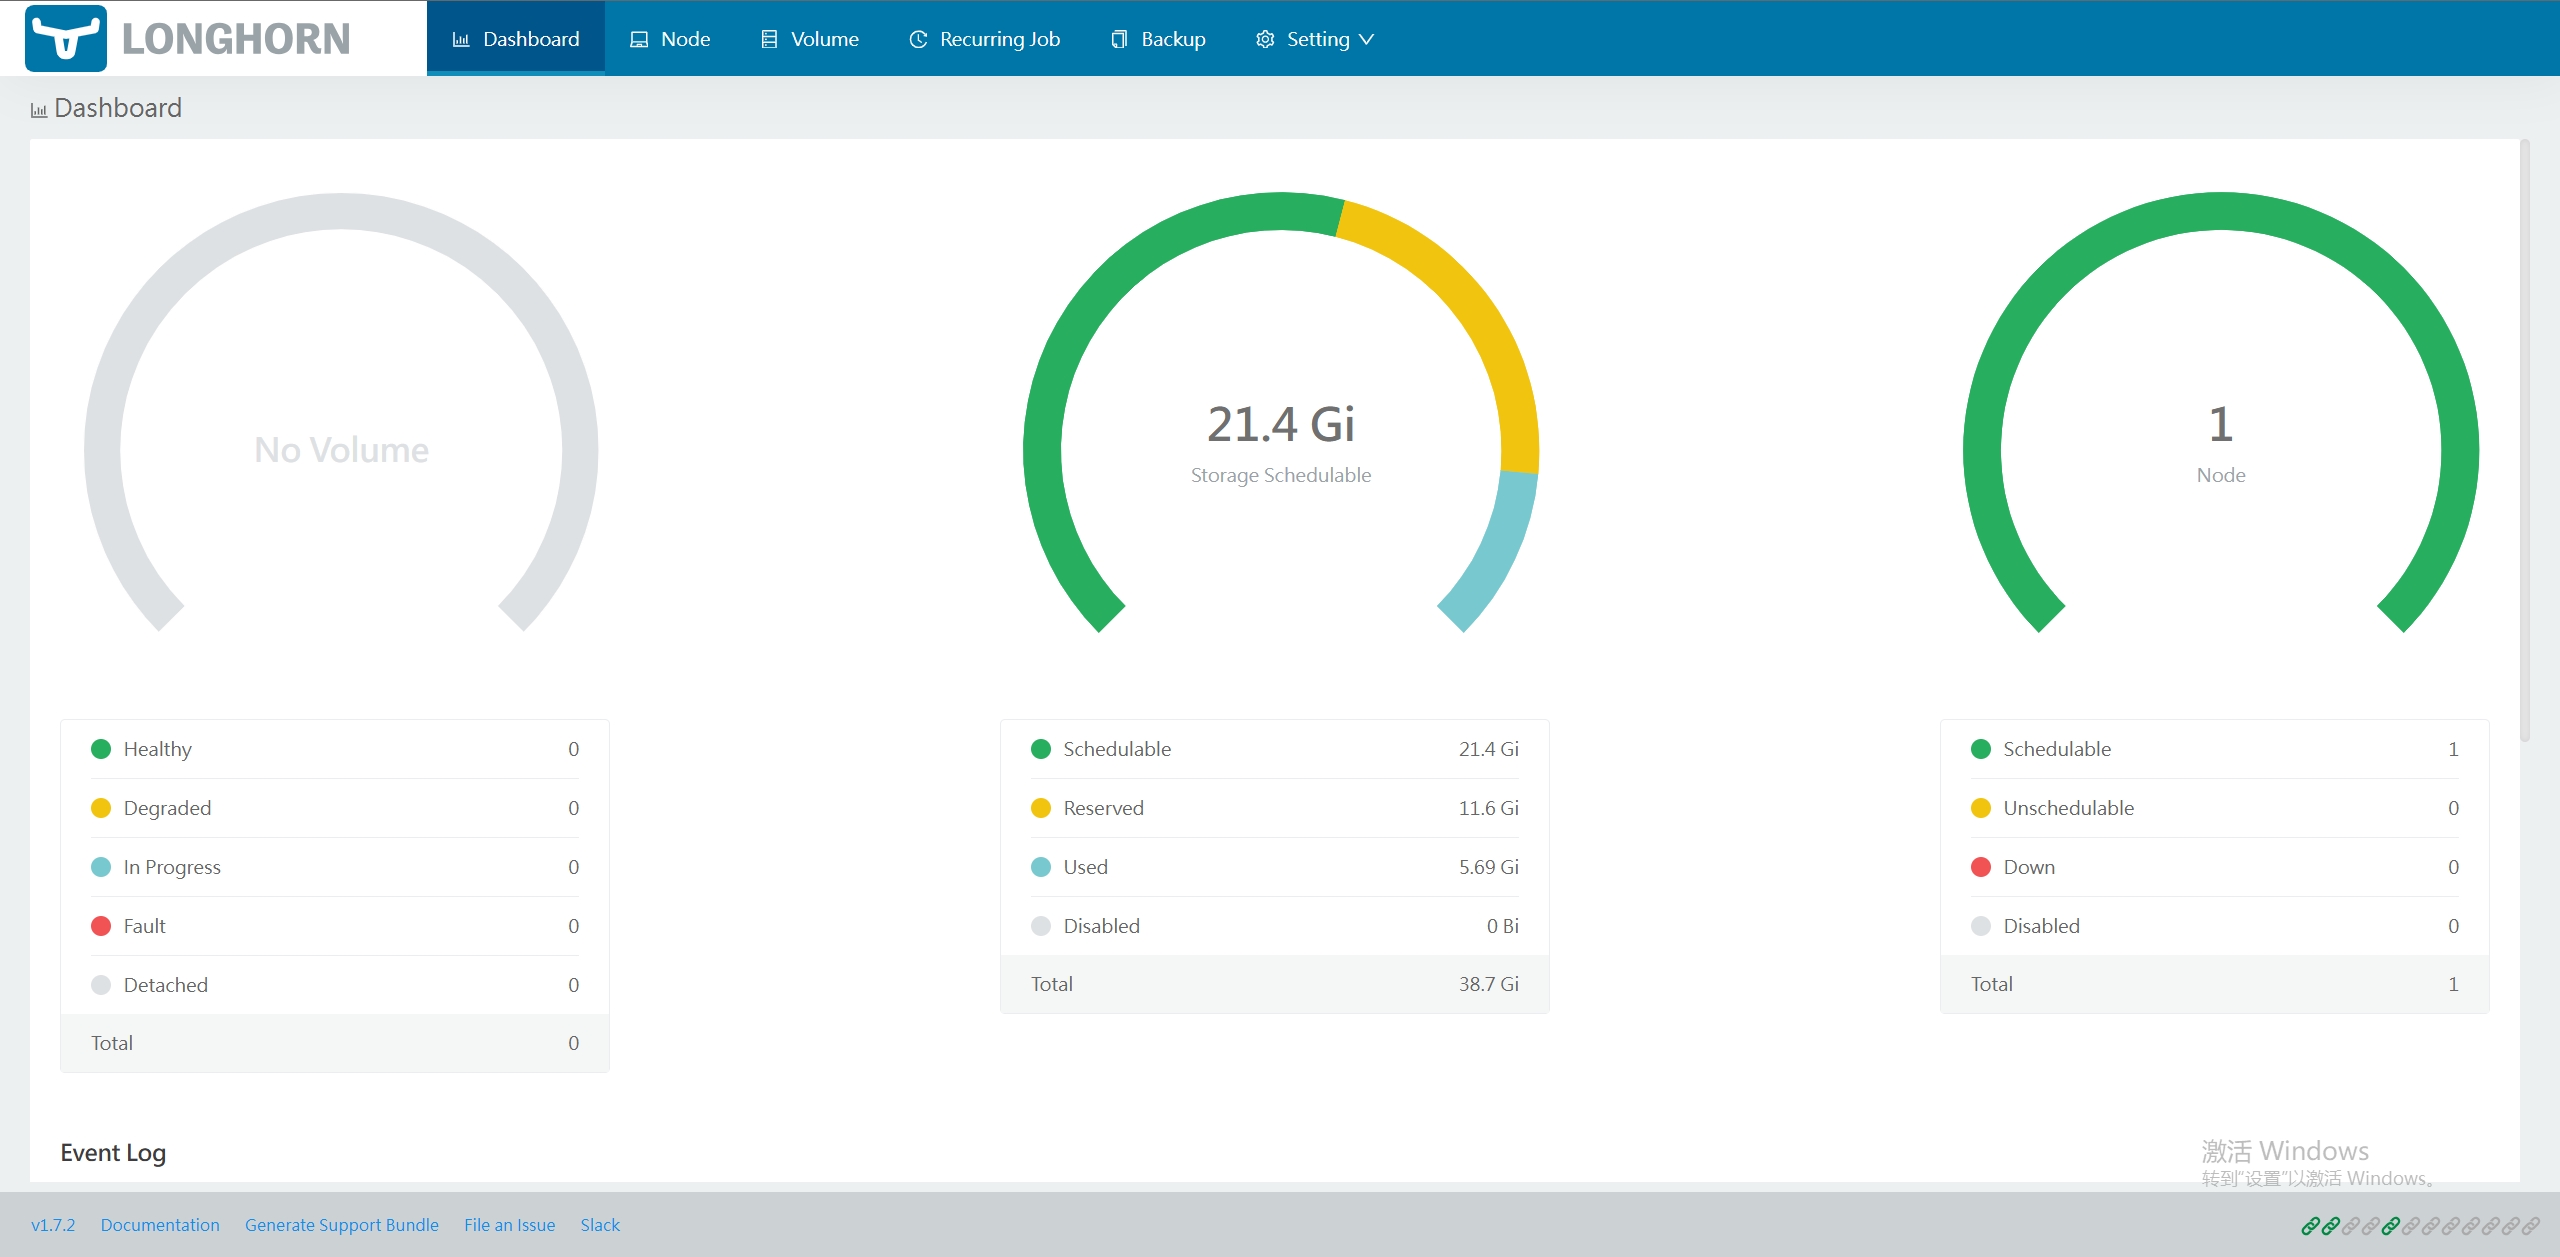 LONGHORN
Dashboard
Node
Volume
Recurring Job
Backup
Setting
Dashboard
No Volume
21.4 Gi
Storage Schedulable
1
Node
Healthy 0
Degraded 0
In Progress 0
Fault 0
Detached 0
Total 0
Schedulable 21.4 Gi
Reserved 11.6 Gi
Used 5.69 Gi
Disabled 0 Bi
Total 38.7 Gi
Schedulable 1
Unschedulable 0
Down 0
Disabled 0
Total 1
Event Log
激活 Windows
转到"设置"以激活 Windows。
v1.7.2
Documentation
Generate Support Bundle
File an Issue
Slack